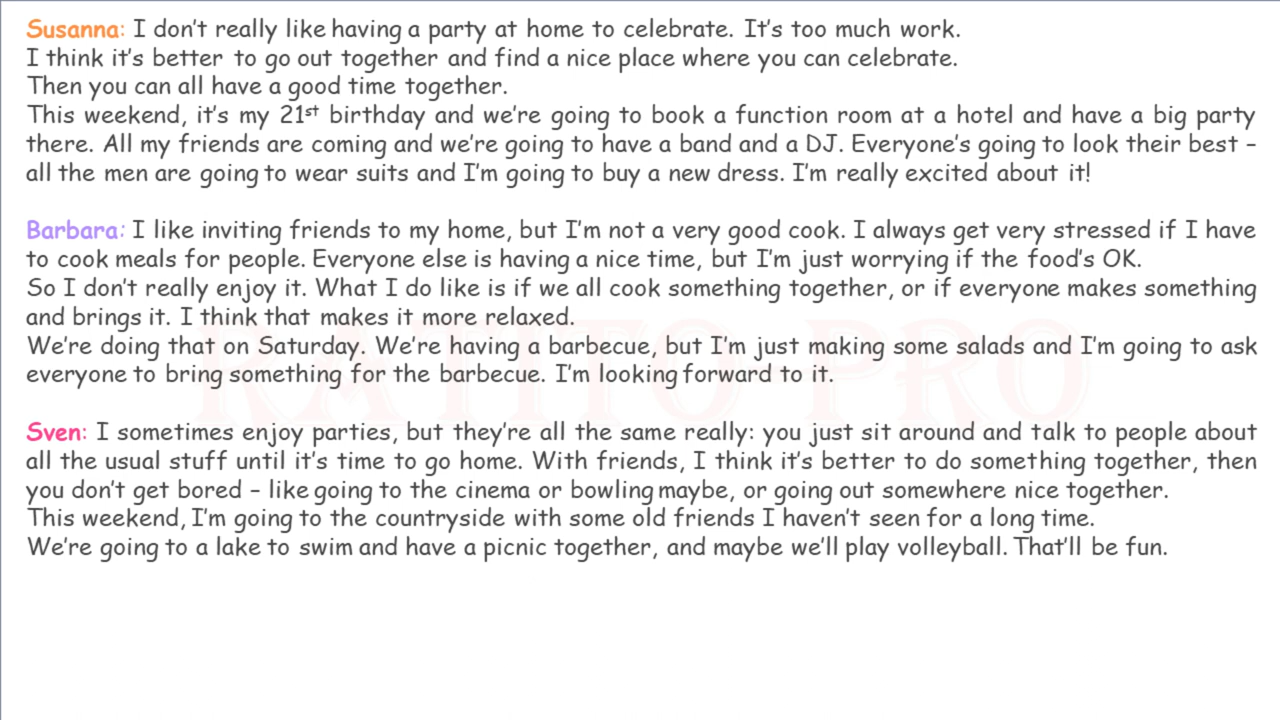 Susanna: I don't really like having a party at home to celebrate. It's too much work.
I think it's better to go out together and find a nice place where you can celebrate.
Then you can all have a good time together.
This weekend, it's my 21st birthday and we're going to book a function room at a hotel and have a big party
there. All my friends are coming and we're going to have a band and a DJ. Everyone's going to look their best –
all the men are going to wear suits and I'm going to buy a new dress. I'm really excited about it!
Barbara: I like inviting friends to my home, but I'm not a very good cook. I always get very stressed if I have
to cook meals for people. Everyone else is having a nice time, but I'm just worrying if the food's OK.
So I don't really enjoy it. What I do like is if we all cook something together, or if everyone makes something
and brings it. I think that makes it more relaxed.
We're doing that on Saturday. We're having a barbecue, but I'm just making some salads and I'm going to ask
everyone to bring something for the barbecue. I'm looking forward to it.
Sven: I sometimes enjoy parties, but they're all the same really: you just sit around and talk to people about
all the usual stuff until it's time to go home. With friends, I think it's better to do something together, then
you don't get bored – like going to the cinema or bowling maybe, or going out somewhere nice together.
This weekend, I'm going to the countryside with some old friends I haven't seen for a long time.
We're going to a lake to swim and have a picnic together, and maybe we'll play volleyball. That'll be fun.
KATITO PRO